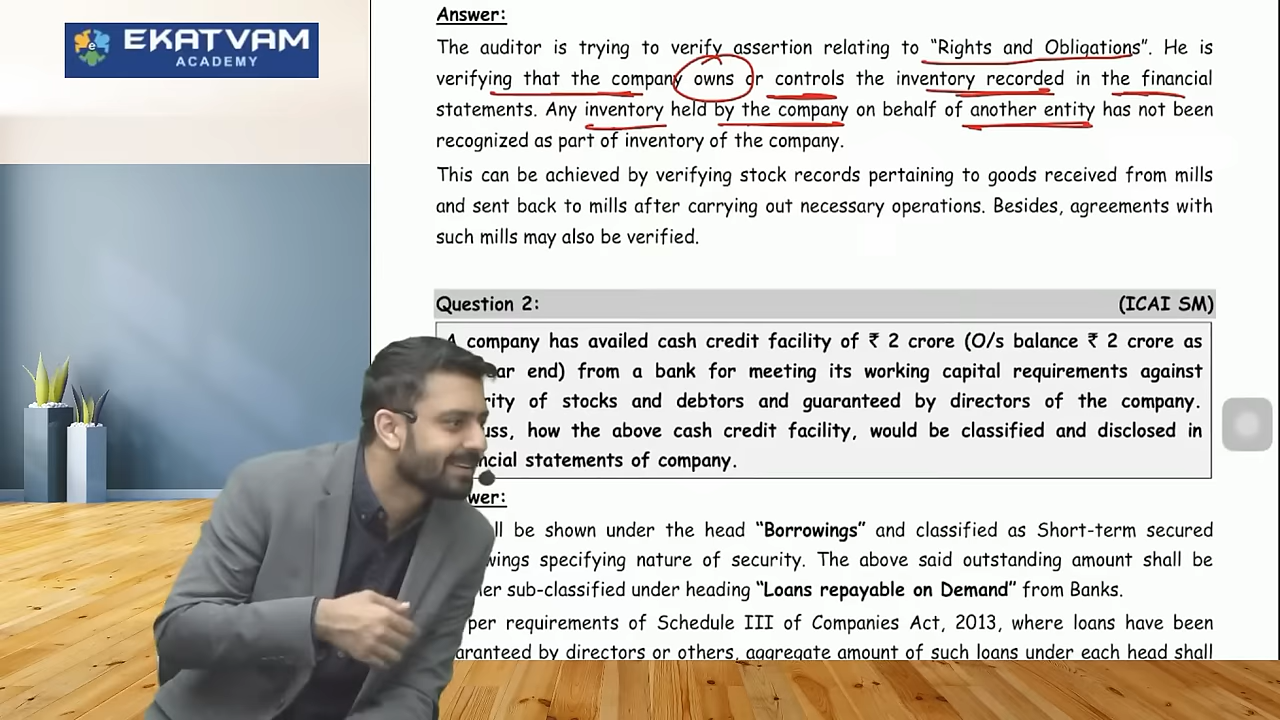 EKATVAM
ACADEMY
Answer:
The auditor is trying to verify assertion relating to “Rights and Obligations”. He is
verifying that the company owns or controls the inventory recorded in the financial
statements. Any inventory held by the company on behalf of another entity has not been
recognized as part of inventory of the company.
This can be achieved by verifying stock records pertaining to goods received from mills
and sent back to mills after carrying out necessary operations. Besides, agreements with
such mills may also be verified.
Question 2: (ICAI SM)
A company has availed cash credit facility of ₹ 2 crore (O/s balance ₹ 2 crore as
end) from a bank for meeting its working capital requirements against
of stocks and debtors and guaranteed by directors of the company.
how the above cash credit facility, would be classified and disclosed in
statements of company.
be shown under the head “Borrowings” and classified as Short-term secured
specifying nature of security. The above said outstanding amount shall be
sub-classified under heading “Loans repayable on Demand” from Banks.
per requirements of Schedule III of Companies Act, 2013, where loans have been
by directors or others, aggregate amount of such loans under each head shall